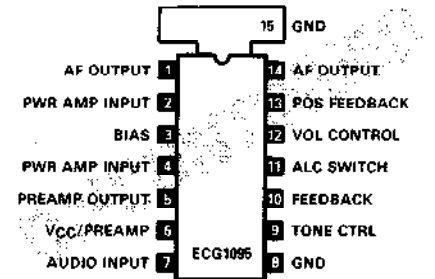 15 GND
AF OUTPUT 1 14 AF OUTPUT
PWR AMP INPUT 2 13 POS FEEDBACK
BIAS 3 12 VOL CONTROL
PWR AMP INPUT 4 11 ALC SWITCH
PREAMP OUTPUT 5 10 FEEDBACK
VCC/PREAMP 6 9 TONE CTRL
AUDIO INPUT 7 ECG1095 8 GND